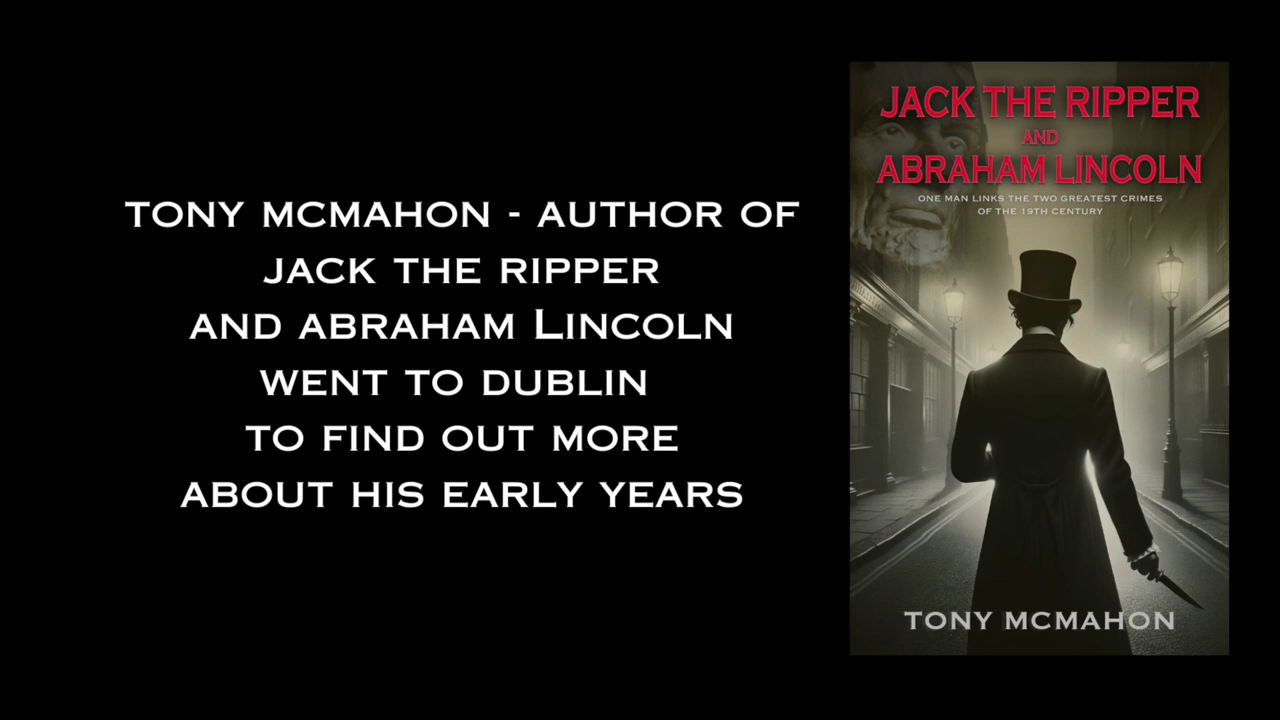 TONY MCMAHON - AUTHOR OF
JACK THE RIPPER
AND ABRAHAM LINCOLN
WENT TO DUBLIN
TO FIND OUT MORE
ABOUT HIS EARLY YEARS
JACK THE RIPPER
AND
ABRAHAM LINCOLN
ONE MAN LINKS THE TWO GREATEST CRIMES
OF THE 19TH CENTURY
TONY MCMAHON